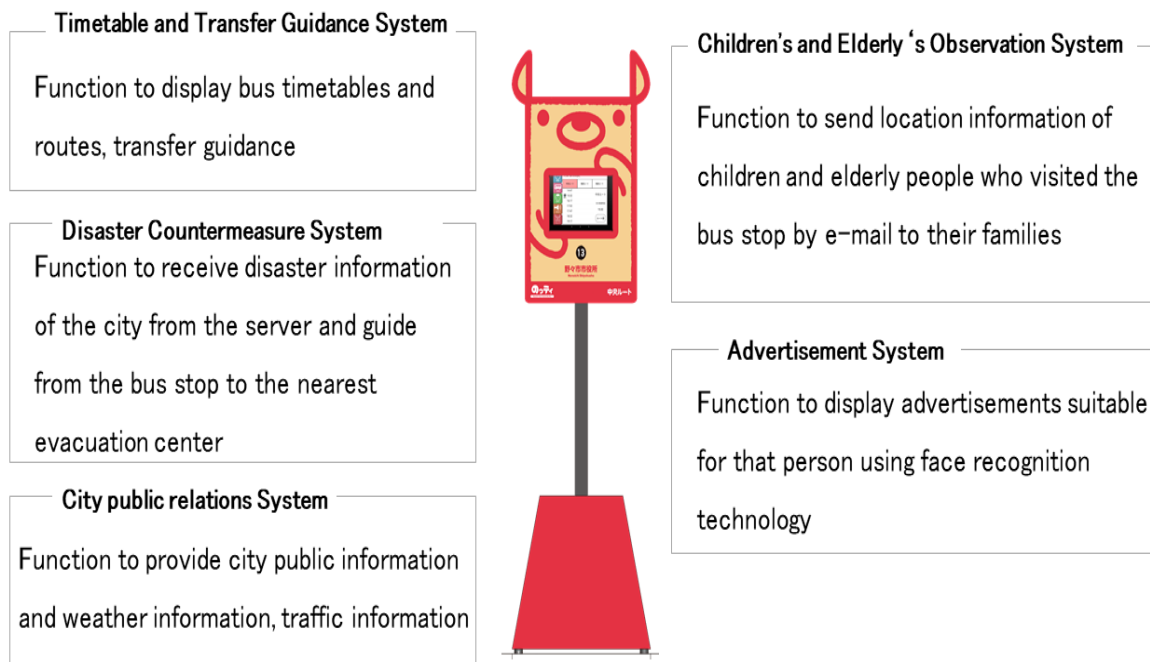 Timetable and Transfer Guidance System
Function to display bus timetables and
routes, transfer guidance
Disaster Countermeasure System
Function to receive disaster information
of the city from the server and guide
from the bus stop to the nearest
evacuation center
City public relations System
Function to provide city public information
and weather information, traffic information
13
野々市市役所
のッティ
中央ルート
Children's and Elderly‘s Observation System
Function to send location information of
children and elderly people who visited the
bus stop by e-mail to their families
Advertisement System
Function to display advertisements suitable
for that person using face recognition
technology